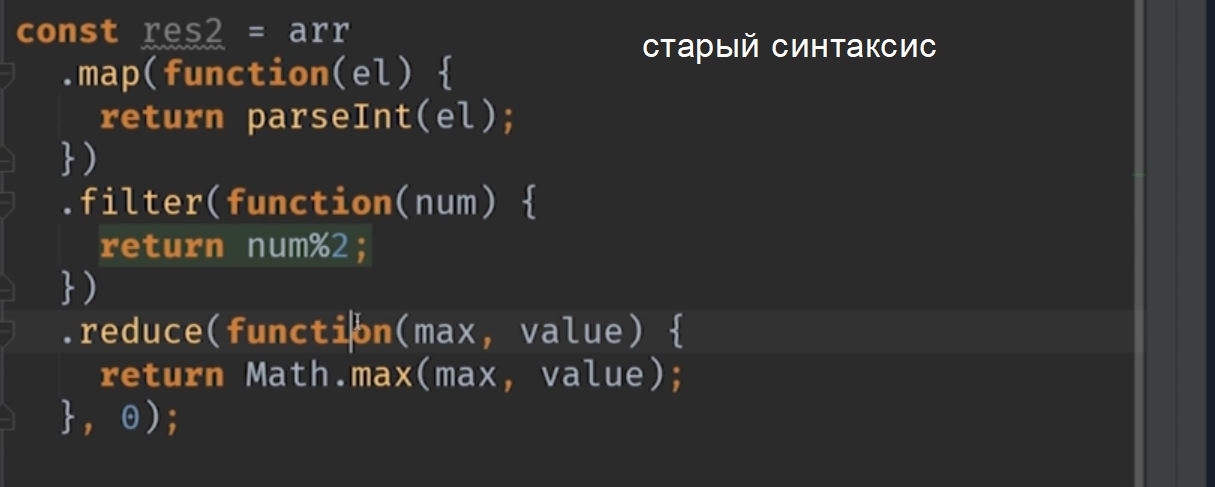 const res2 = arr
старый синтаксис
.map(function(el) {
return parseInt(el);
})
.filter(function(num) {
return num%2;
})
.reduce(function(max, value) {
return Math.max(max, value);
}, 0);